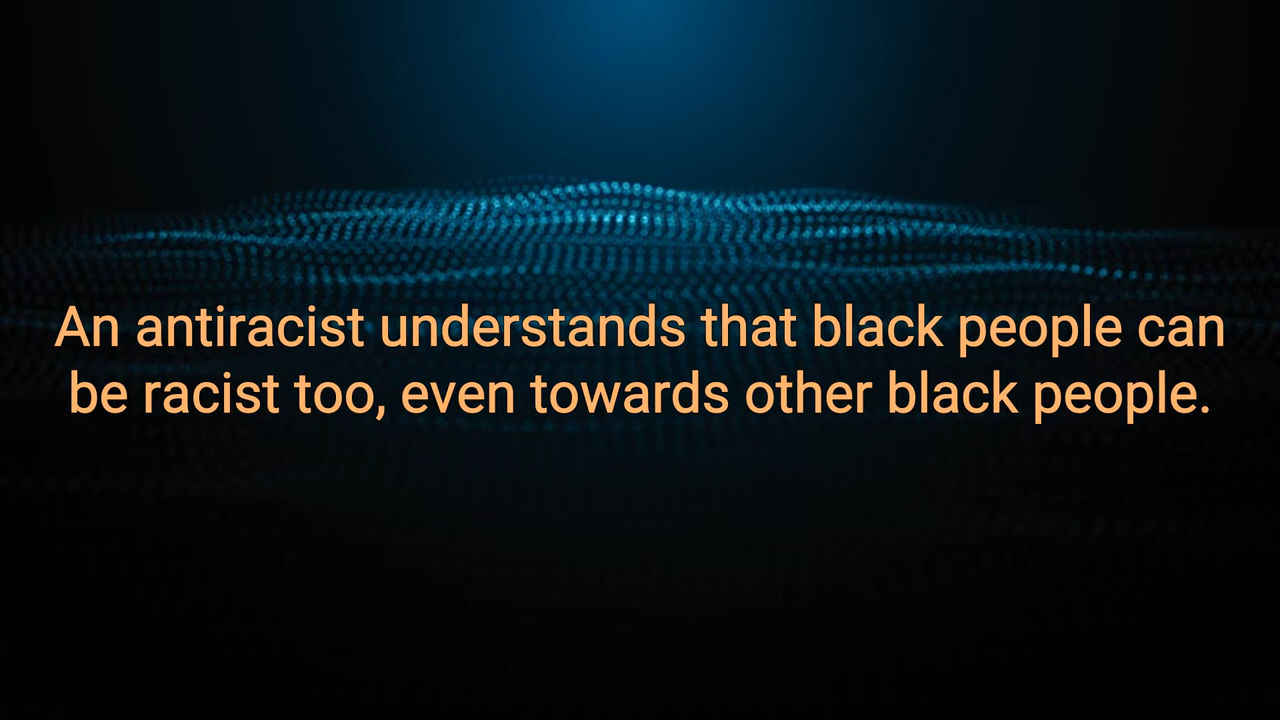 An antiracist understands that black people can
be racist too, even towards other black people.